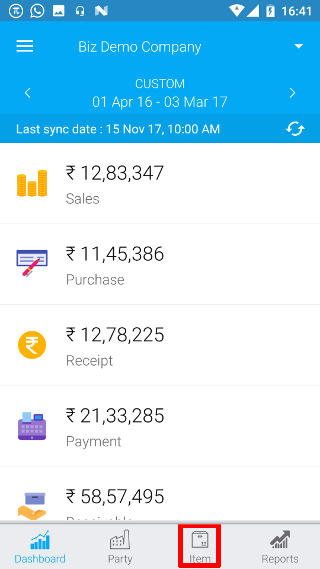 16:41
Biz Demo Company
CUSTOM
01 Apr 16 - 03 Mar 17
Last sync date : 15 Nov 17, 10:00 AM
₹ 12,83,347
Sales
₹ 11,45,386
Purchase
₹ 12,78,225
Receipt
₹ 21,33,285
Payment
₹ 58,57,495
Receivable
Dashboard
Party
Item
Reports